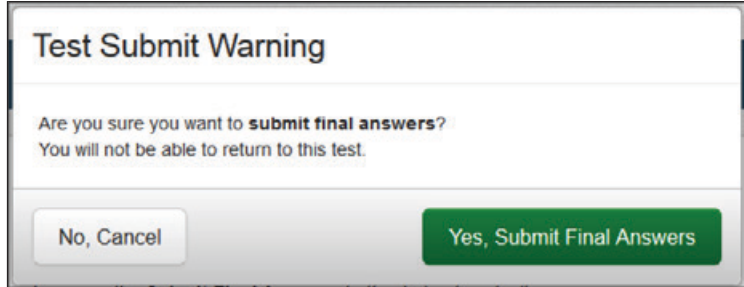 Test Submit Warning
Are you sure you want to submit final answers?
You will not be able to return to this test.
No, Cancel
Yes, Submit Final Answers